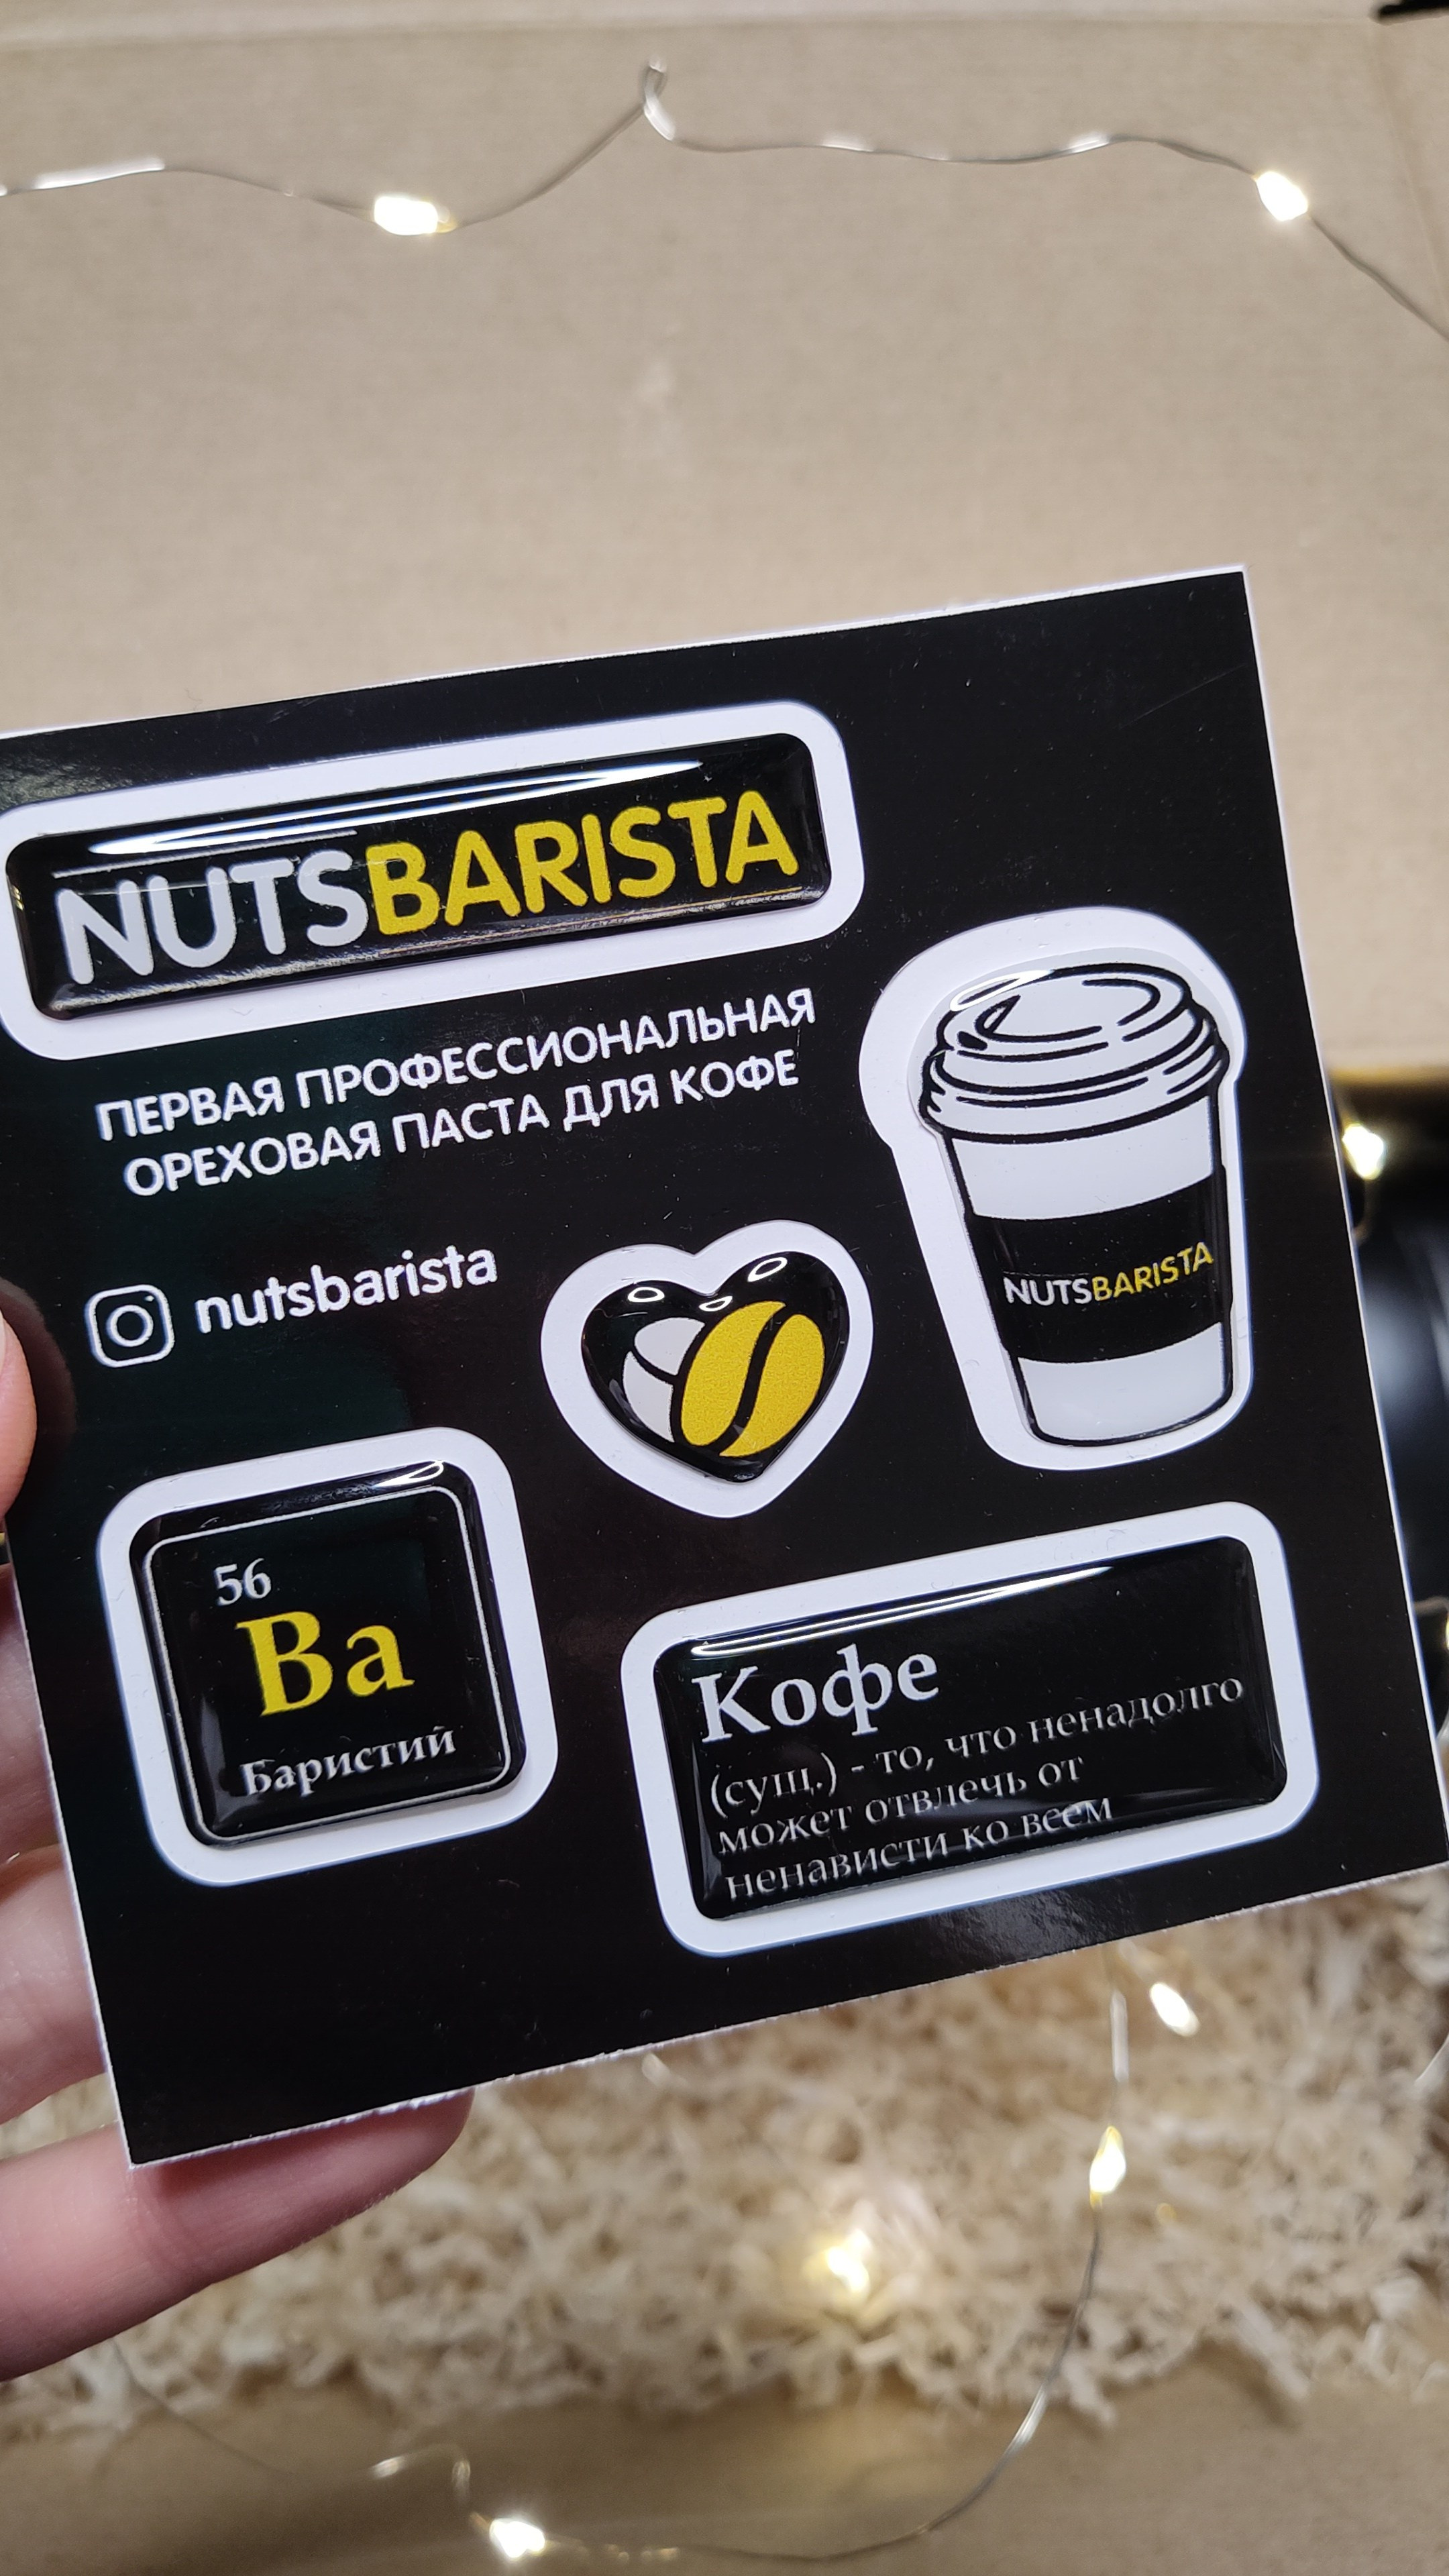 NUTSBARISTA
ПЕРВАЯ ПРОФЕССИОНАЛЬНАЯ
ОРЕХОВАЯ ПАСТА ДЛЯ КОФЕ
nutsbarista
NUTSBARISTA
56
Ba
Баристий
Кофе
(сущ.) - то, что ненадолго
может отвлечь от
ненависти ко всем